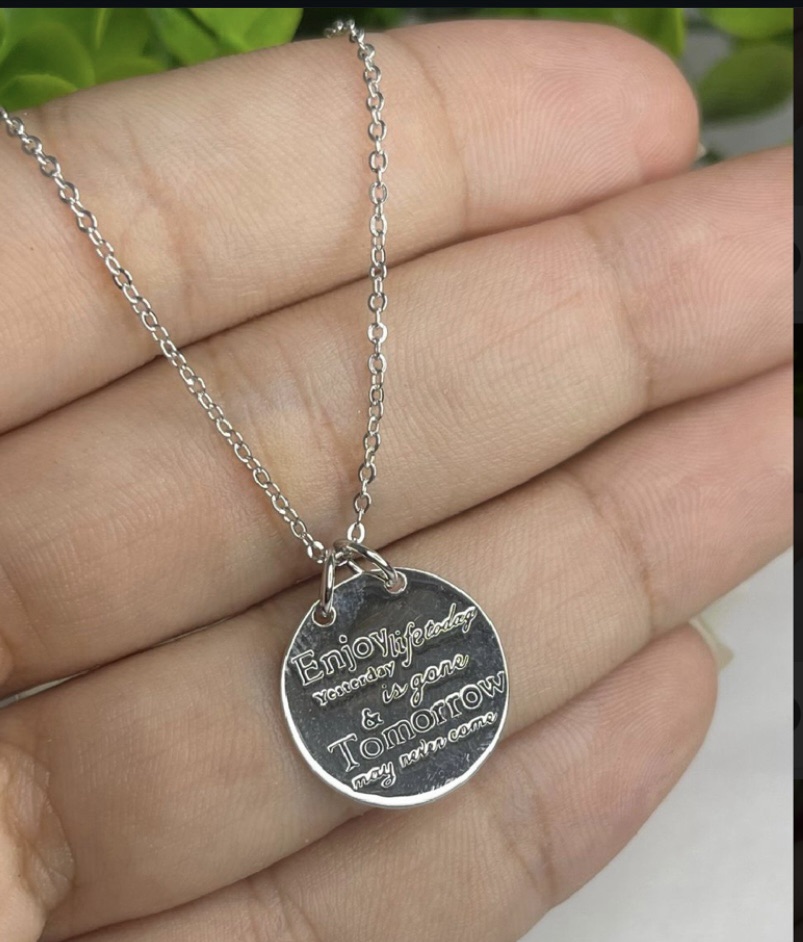 Enjoy life today
Yesterday is gone
&
Tomorrow
may never come